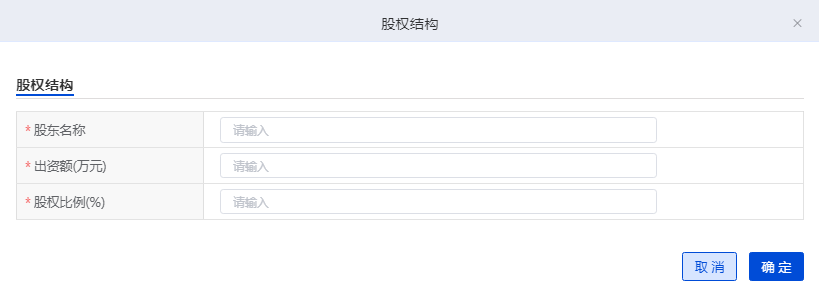 股权结构
股权结构
* 股东名称
请输入
* 出资额(万元)
请输入
* 股权比例(%)
请输入
取消
确定